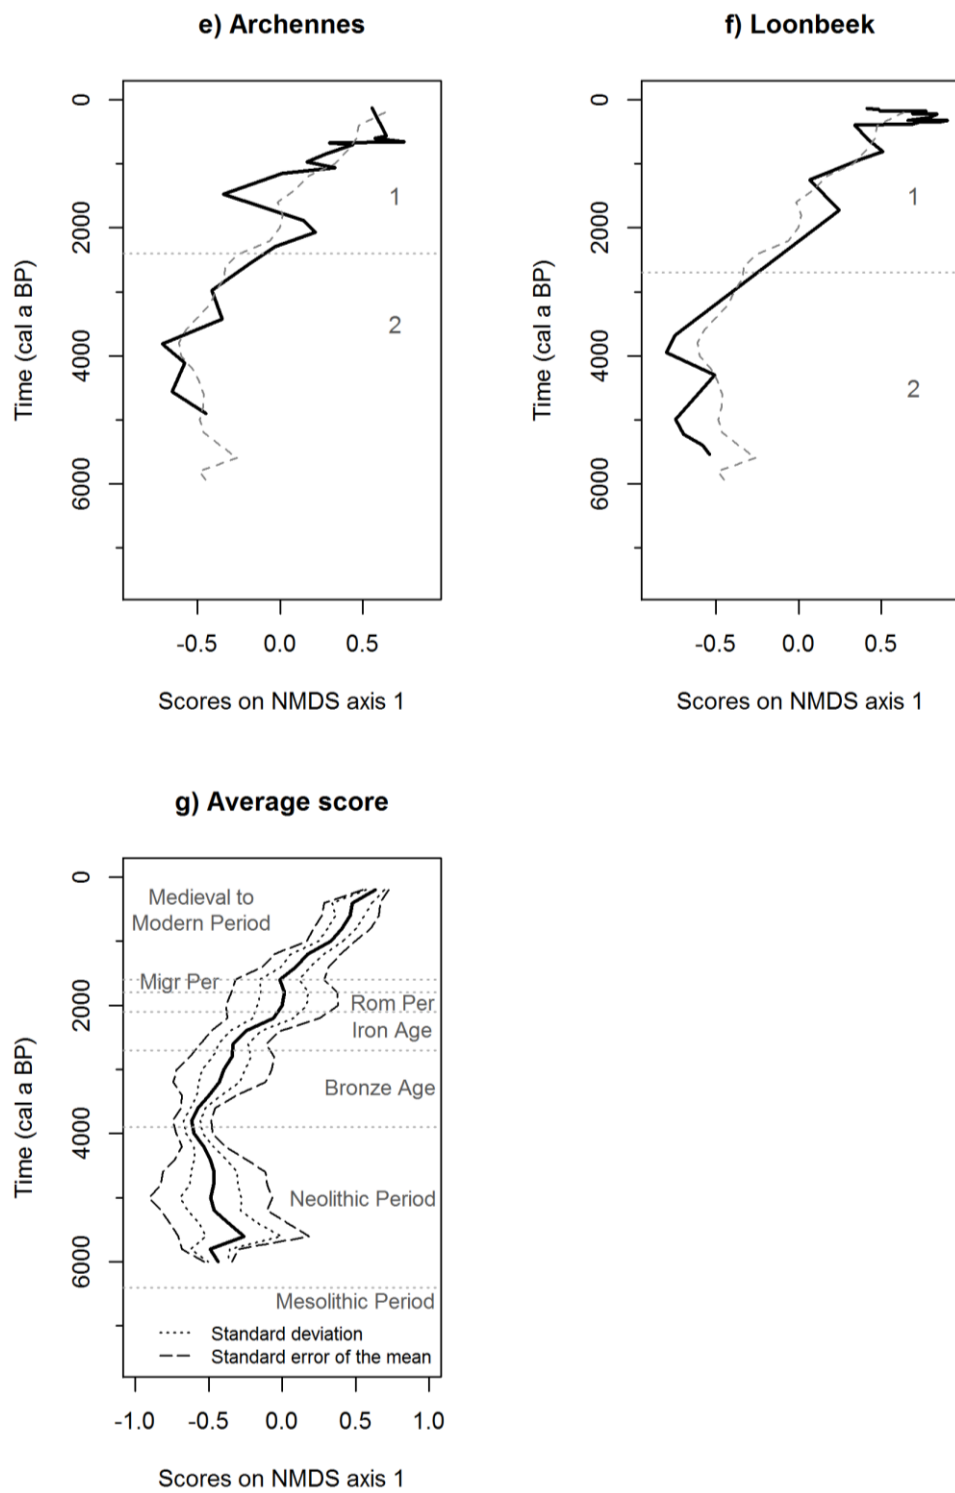 e) Archennes
0
2000
4000
6000
Time (cal a BP)
1
2
-0.5
0.0
0.5
Scores on NMDS axis 1
f) Loonbeek
0
2000
4000
6000
Time (cal a BP)
1
2
-0.5
0.0
0.5
Scores on NMDS axis 1
g) Average score
0
2000
4000
6000
Time (cal a BP)
Medieval to
Modern Period
Migr Per
Rom Per
Iron Age
Bronze Age
Neolithic Period
Mesolithic Period
Standard deviation
Standard error of the mean
-1.0
-0.5
0.0
0.5
1.0
Scores on NMDS axis 1